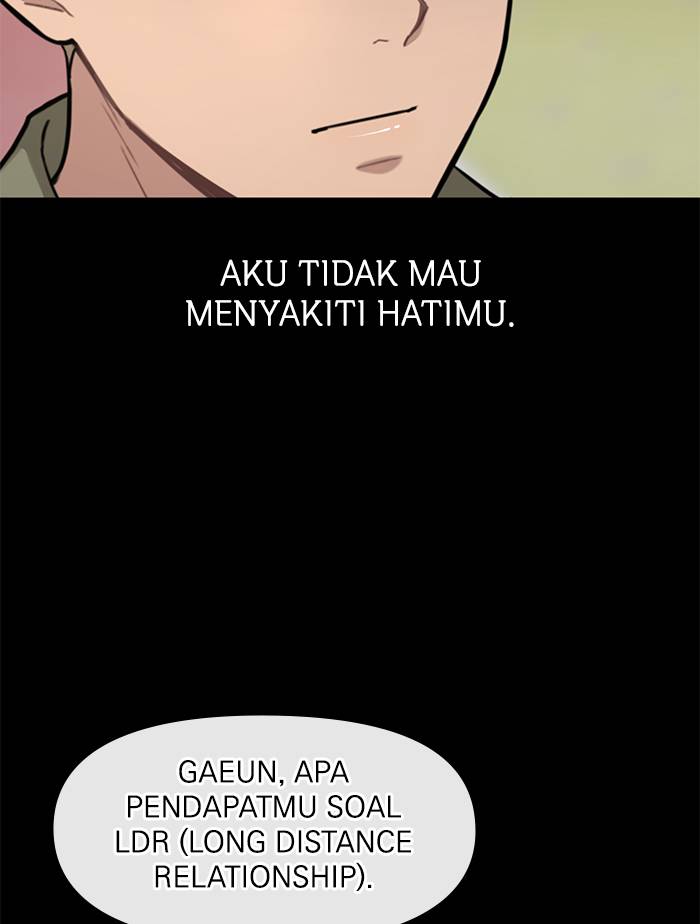 AKU TIDAK MAU
MENYAKITI HATIMU.
GAEUN, APA
PENDAPATMU SOAL
LDR (LONG DISTANCE
RELATIONSHIP).